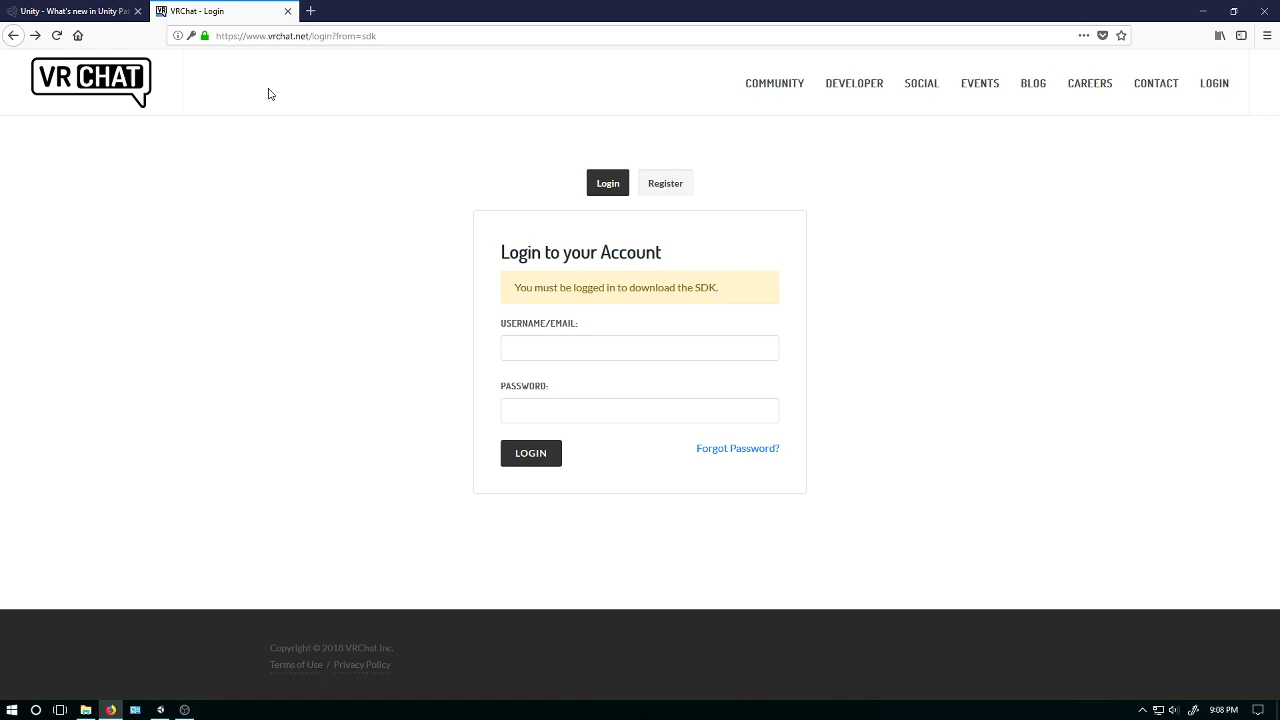 Unity - What's new in Unity Pat
VRChat - Login
https://www.vrchat.net/login?from=sdk
VR CHAT
COMMUNITY
DEVELOPER
SOCIAL
EVENTS
BLOG
CAREERS
CONTACT
LOGIN
Login
Register
Login to your Account
You must be logged in to download the SDK.
USERNAME/EMAIL:
PASSWORD:
LOGIN
Forgot Password?
Copyright © 2018 VRChat Inc.
Terms of Use / Privacy Policy
9:08 PM